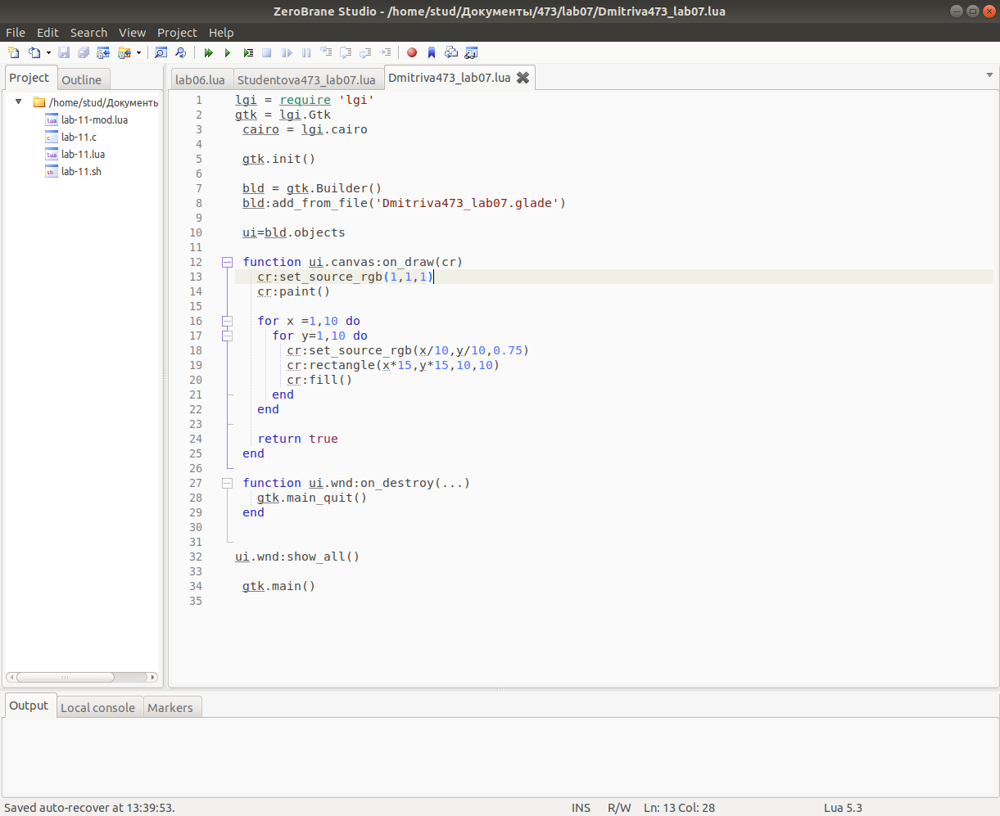 ZeroBrane Studio - /home/stud/Документы/473/lab07/Dmitriva473_lab07.lua
File Edit Search View Project Help
Project Outline
/home/stud/Документь
lab-11-mod.lua
lab-11.c
lab-11.lua
lab-11.sh
lab06.lua Studentova473_lab07.lua Dmitriva473_lab07.lua
1 lgi = require 'lgi'
2 gtk = lgi.Gtk
3 cairo = lgi.cairo
4
5 gtk.init()
6
7 bld = gtk.Builder()
8 bld:add_from_file('Dmitriva473_lab07.glade')
9
10 ui=bld.objects
11
12 function ui.canvas:on_draw(cr)
13 cr:set_source_rgb(1,1,1)
14 cr:paint()
15
16 for x =1,10 do
17 for y=1,10 do
18 cr:set_source_rgb(x/10,y/10,0.75)
19 cr:rectangle(x*15,y*15,10,10)
20 cr:fill()
21 end
22 end
23
24 return true
25 end
26
27 function ui.wnd:on_destroy(...)
28 gtk.main_quit()
29 end
30
31
32 ui.wnd:show_all()
33
34 gtk.main()
35
Output Local console Markers
Saved auto-recover at 13:39:53. INS R/W Ln: 13 Col: 28 Lua 5.3